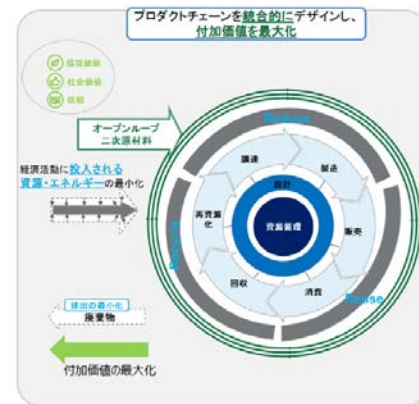 プロダクトチェーンを統合的にデザインし、
付加価値を最大化
環境価値
社会価値
信頼
オープンループ
二次原材料
経済活動に投入される
資源・エネルギーの最小化
Reduce
調達
製造
設計
再資源
化
資源循環
販売
Recycle
Reuse
回収
消費
排出の最小化
廃棄物
付加価値の最大化